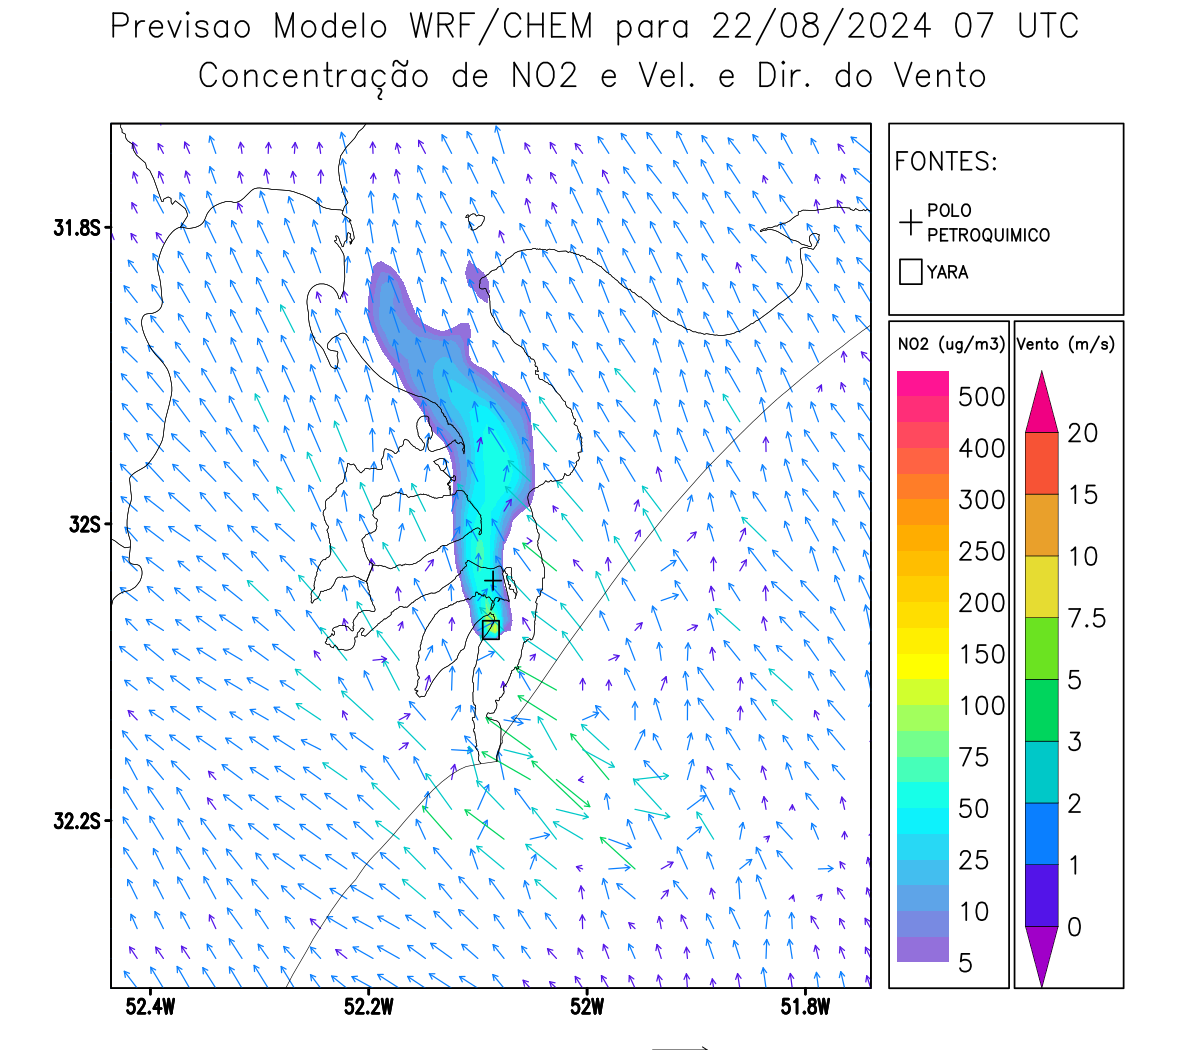 Previsao Modelo WRF/CHEM para 22/08/2024 07 UTC
Concentração de NO2 e Vel. e Dir. do Vento
FONTES:
POLO
PETROQUIMICO
YARA
31.8S
32S
32.2S
52.4W
52.2W
52W
51.8W
NO2 (ug/m3)
500
400
300
250
200
150
100
75
50
25
10
5
Vento (m/s)
20
15
10
7.5
5
3
2
1
0